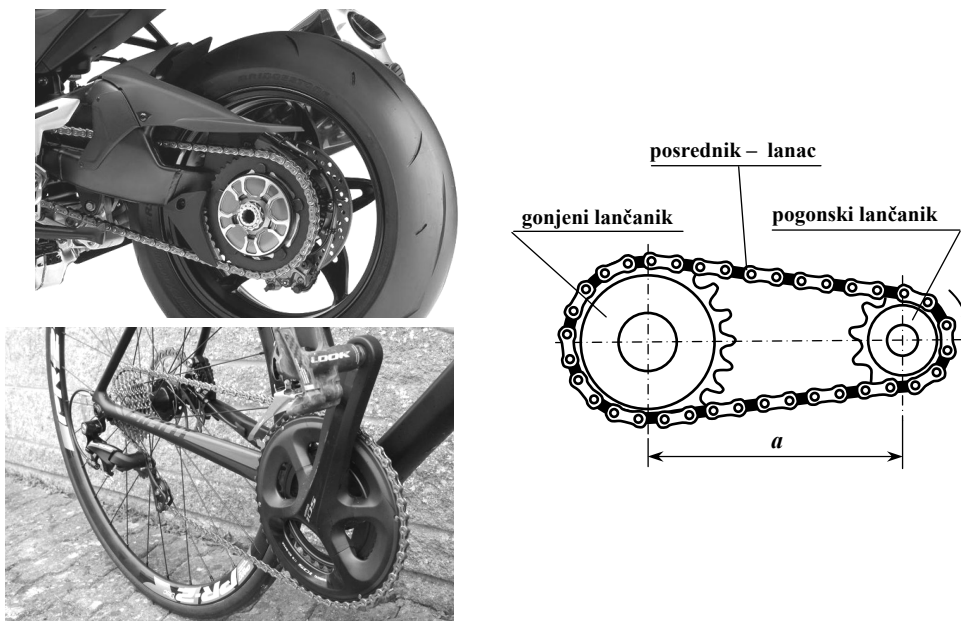 posrednik – lanac
gonjeni lančanik
pogonski lančanik
a
LOOK